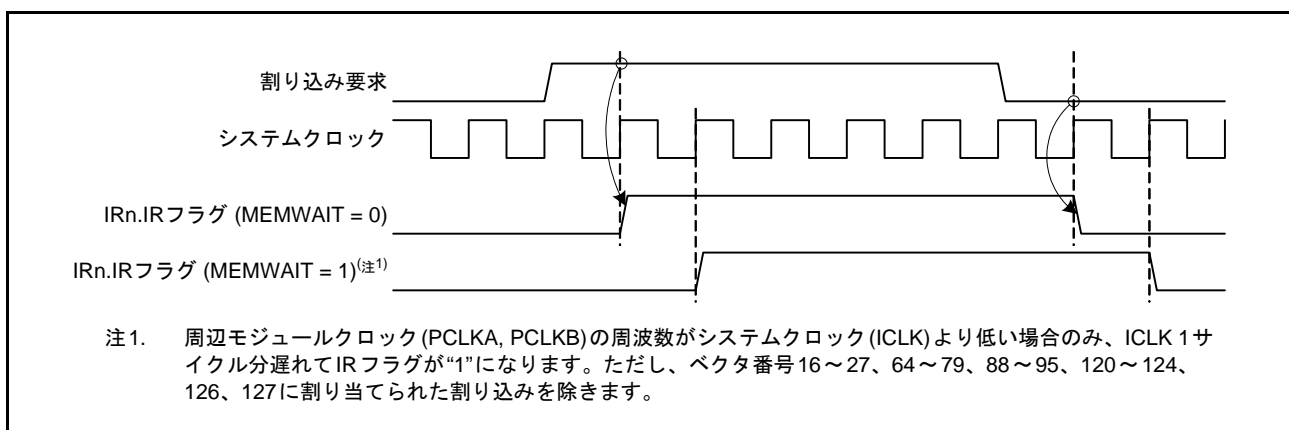 割り込み要求
システムクロック
IRn.IRフラグ (MEMWAIT = 0)
IRn.IRフラグ (MEMWAIT = 1)(注1)
注1. 周辺モジュールクロック(PCLKA, PCLKB)の周波数がシステムクロック(ICLK)より低い場合のみ、ICLK 1サ
イクル分遅れてIRフラグが“1”になります。ただし、ベクタ番号16～27、64～79、88～95、120～124、
126、127に割り当てられた割り込みを除きます。